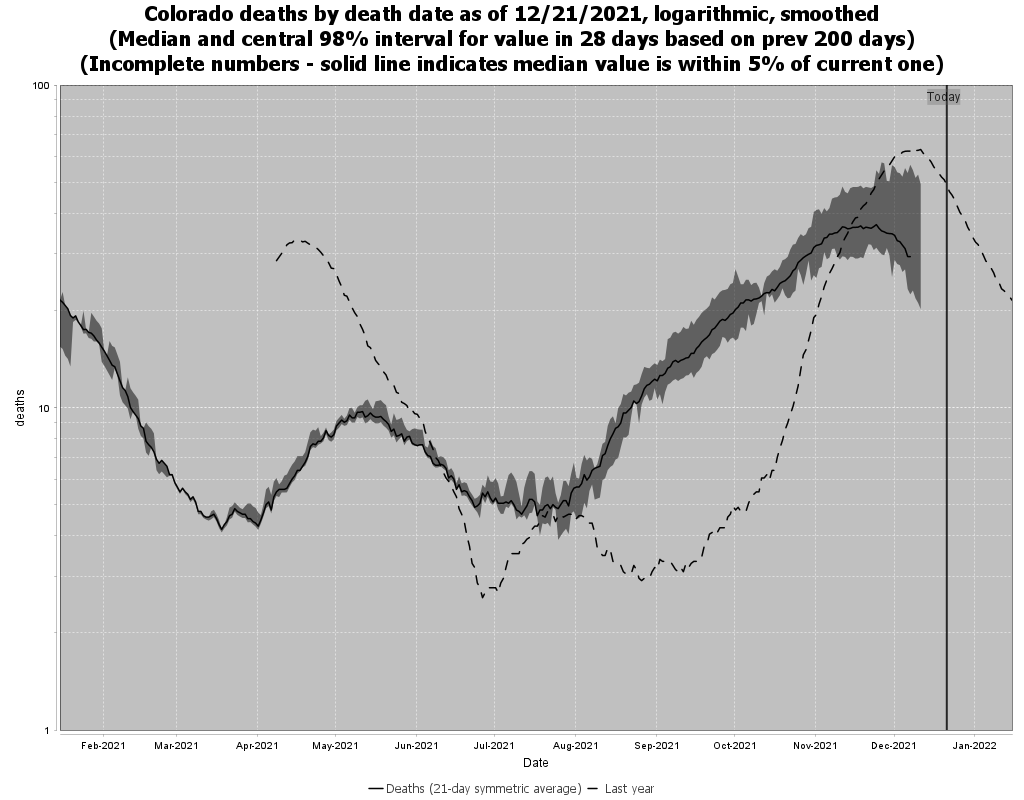 Colorado deaths by death date as of 12/21/2021, logarithmic, smoothed
(Median and central 98% interval for value in 28 days based on prev 200 days)
(Incomplete numbers - solid line indicates median value is within 5% of current one)
100
Today
10
deaths
1
Feb-2021 Mar-2021 Apr-2021 May-2021 Jun-2021 Jul-2021 Aug-2021 Sep-2021 Oct-2021 Nov-2021 Dec-2021 Jan-2022
Date
Deaths (21-day symmetric average) Last year